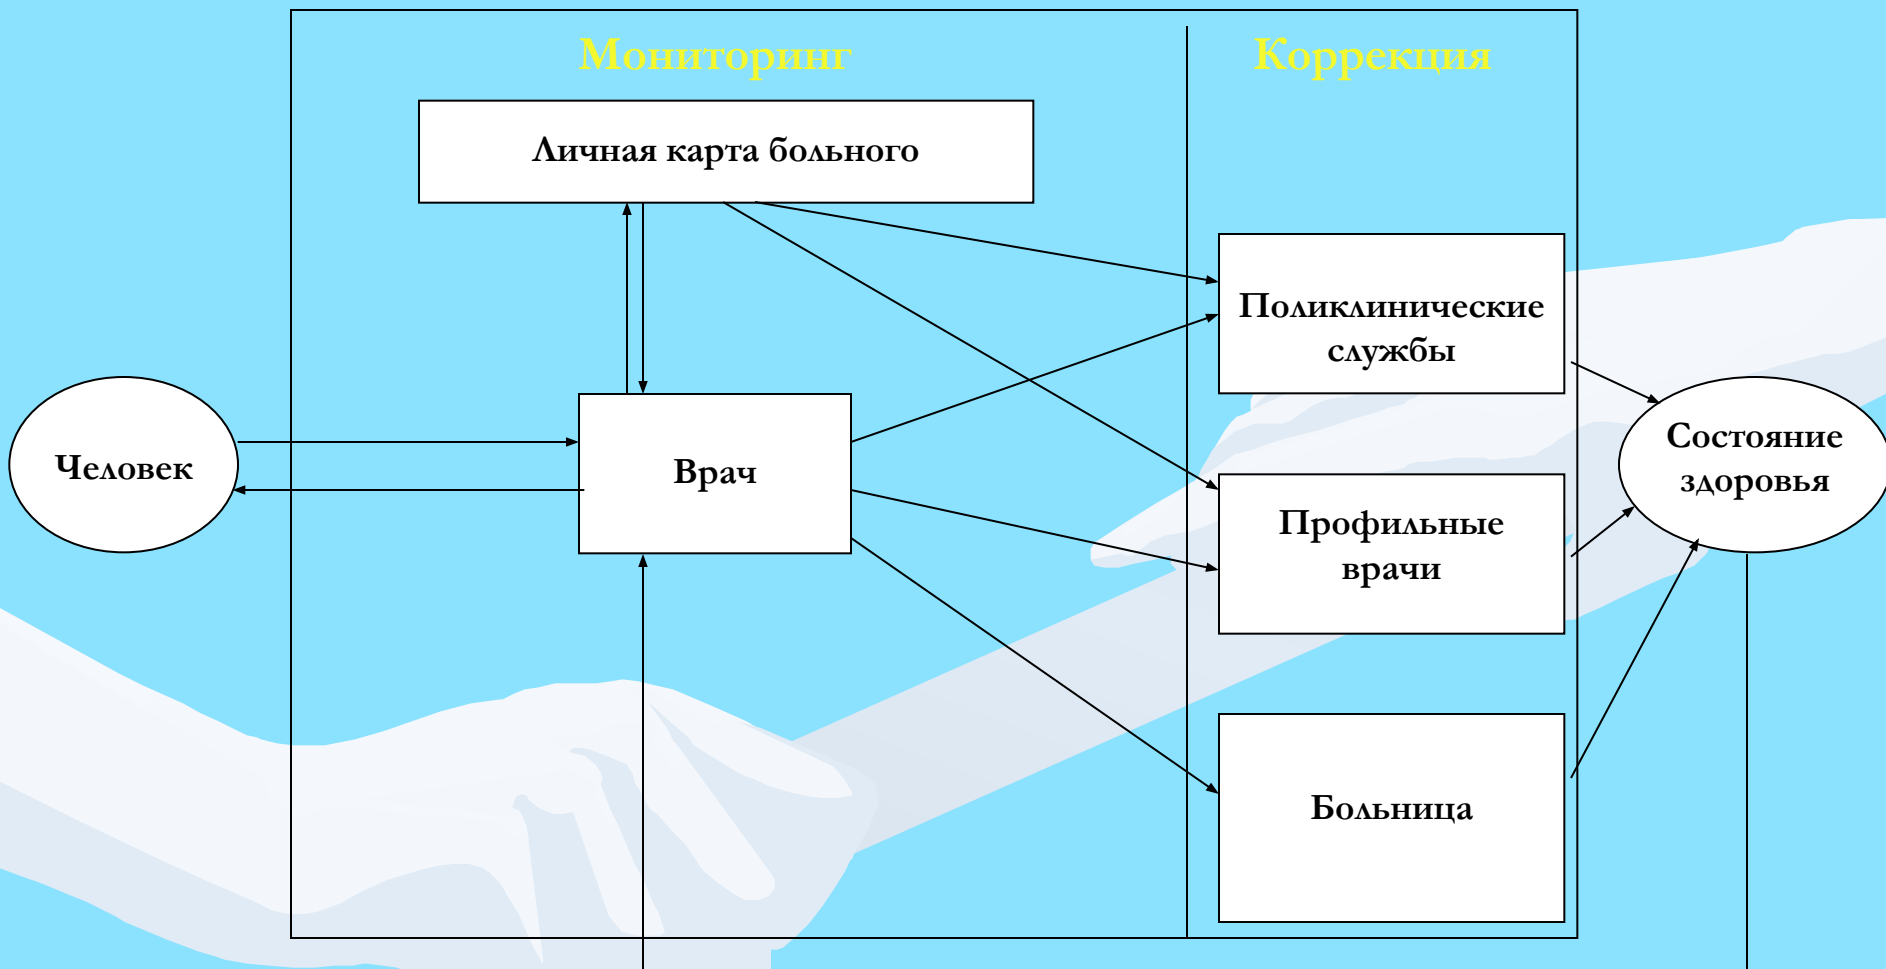 Мониторинг
Коррекция
Личная карта больного
Поликлинические
службы
Человек
Врач
Состояние
здоровья
Профильные
врачи
Больница